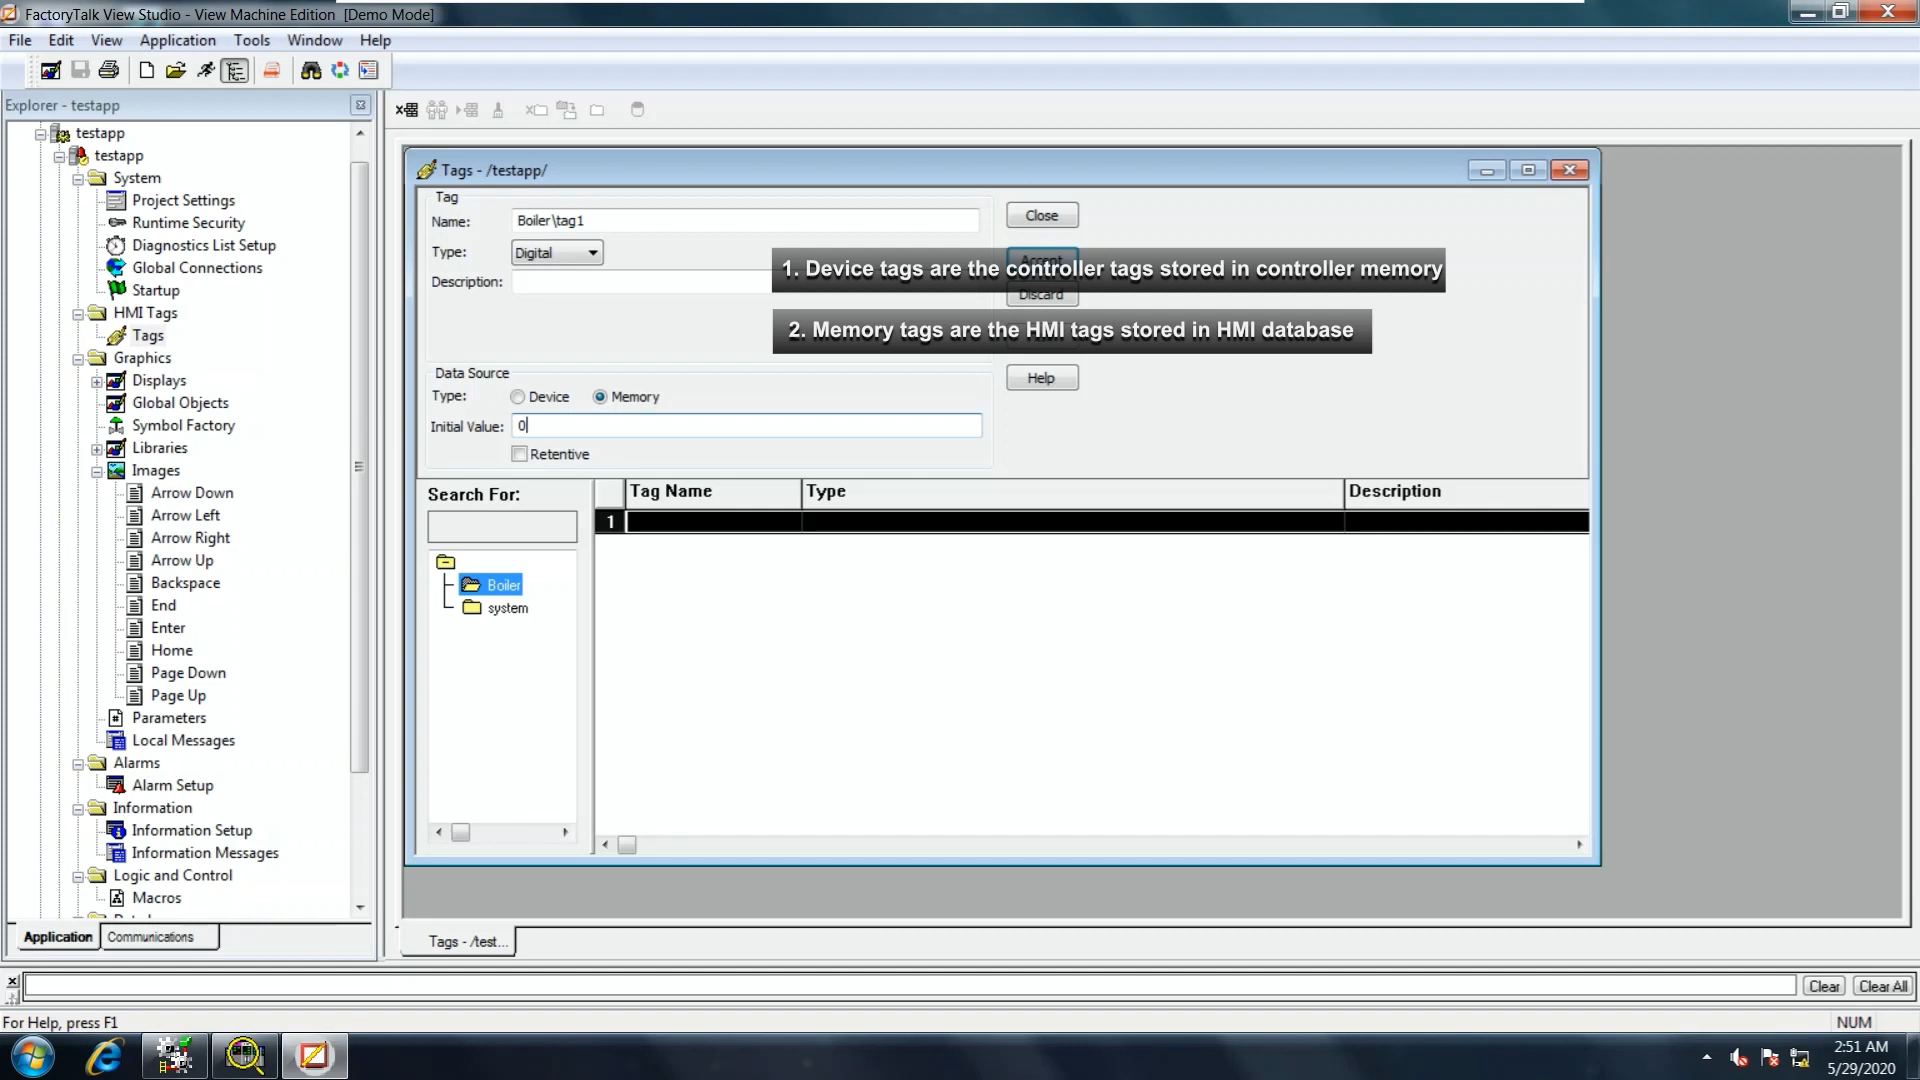 FactoryTalk View Studio - View Machine Edition  [Demo Mode]
File Edit View Application Tools Window Help
Explorer - testapp
testapp
testapp
System
Project Settings
Runtime Security
Diagnostics List Setup
Global Connections
Startup
HMI Tags
Tags
Graphics
Displays
Global Objects
Symbol Factory
Libraries
Images
Arrow Down
Arrow Left
Arrow Right
Arrow Up
Backspace
End
Enter
Home
Page Down
Page Up
Parameters
Local Messages
Alarms
Alarm Setup
Information
Information Setup
Information Messages
Logic and Control
Macros
Application Communications
Tags - /testapp/
Tag
Name: Boiler\tag1
Type: Digital
Description:
Close
Accept
Discard
Help
1. Device tags are the controller tags stored in controller memory
2. Memory tags are the HMI tags stored in HMI database
Data Source
Type: Device Memory
Initial Value: 0
Retentive
Search For:
Tag Name Type Description
1
Boiler
system
Tags - /test...
Clear Clear All
For Help, press F1
NUM
2:51 AM
5/29/2020